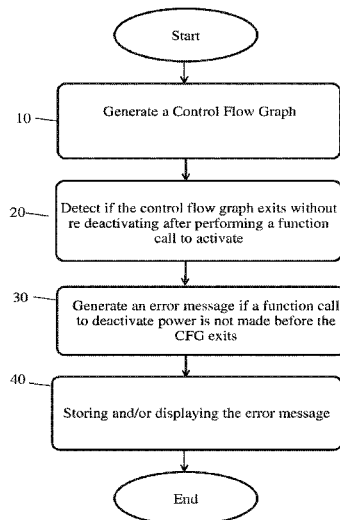 Start
10
Generate a Control Flow Graph
20
Detect if the control flow graph exits without
re deactivating after performing a function
call to activate
30
Generate an error message if a function call
to deactivate power is not made before the
CFG exits
40
Storing and/or displaying the error message
End